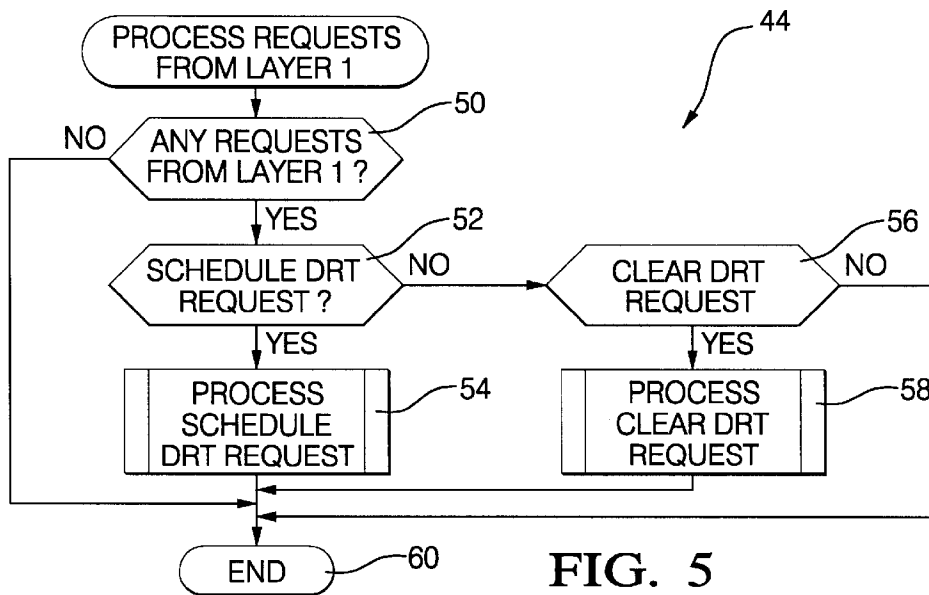 PROCESS REQUESTS
FROM LAYER 1
44
50
NO
ANY REQUESTS
FROM LAYER 1 ?
YES
52
SCHEDULE DRT
REQUEST ?
NO
56
CLEAR DRT
REQUEST
NO
YES
YES
PROCESS
SCHEDULE
DRT REQUEST
54
PROCESS
CLEAR DRT
REQUEST
58
END
60
FIG. 5